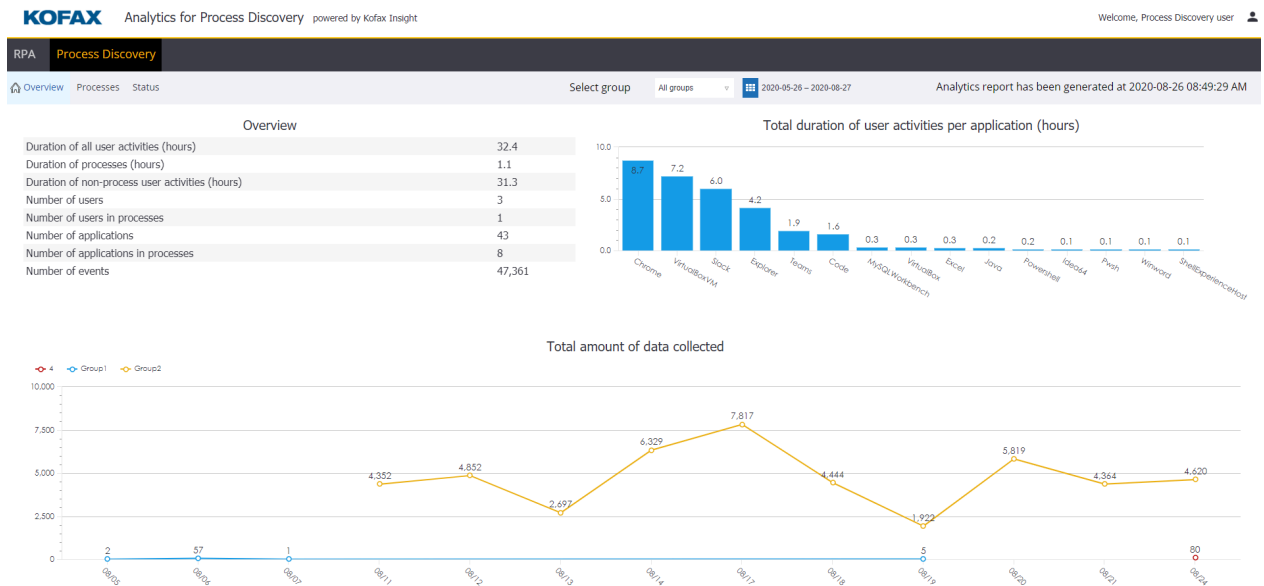 KOFAX Analytics for Process Discovery powered by Kofax Insight
Welcome, Process Discovery user
RPA Process Discovery
Overview Processes Status
Select group All groups 2020-05-26 – 2020-08-27
Analytics report has been generated at 2020-08-26 08:49:29 AM
Overview
Duration of all user activities (hours) 32.4
Duration of processes (hours) 1.1
Duration of non-process user activities (hours) 31.3
Number of users 3
Number of users in processes 1
Number of applications 43
Number of applications in processes 8
Number of events 47,361
Total duration of user activities per application (hours)
10.0
5.0
0.0
8.7 7.2 6.0 4.2 1.9 1.6 0.3 0.3 0.3 0.2 0.2 0.1 0.1 0.1 0.1
Chrome VirtualBoxVM Slack Explorer Teams Code MySQLWorkbench VirtualBox Excel Java Powershell Idea64 Pwsh Winword ShellExperienceHost
Total amount of data collected
4 Group1 Group2
10,000
7,500
5,000
2,500
0
4,352 4,852 2,697 6,329 7,817 4,444 1,922 5,819 4,364 4,620
2 57 1 5 80
08/05 08/06 08/07 08/11 08/12 08/13 08/14 08/17 08/18 08/19 08/20 08/21 08/24